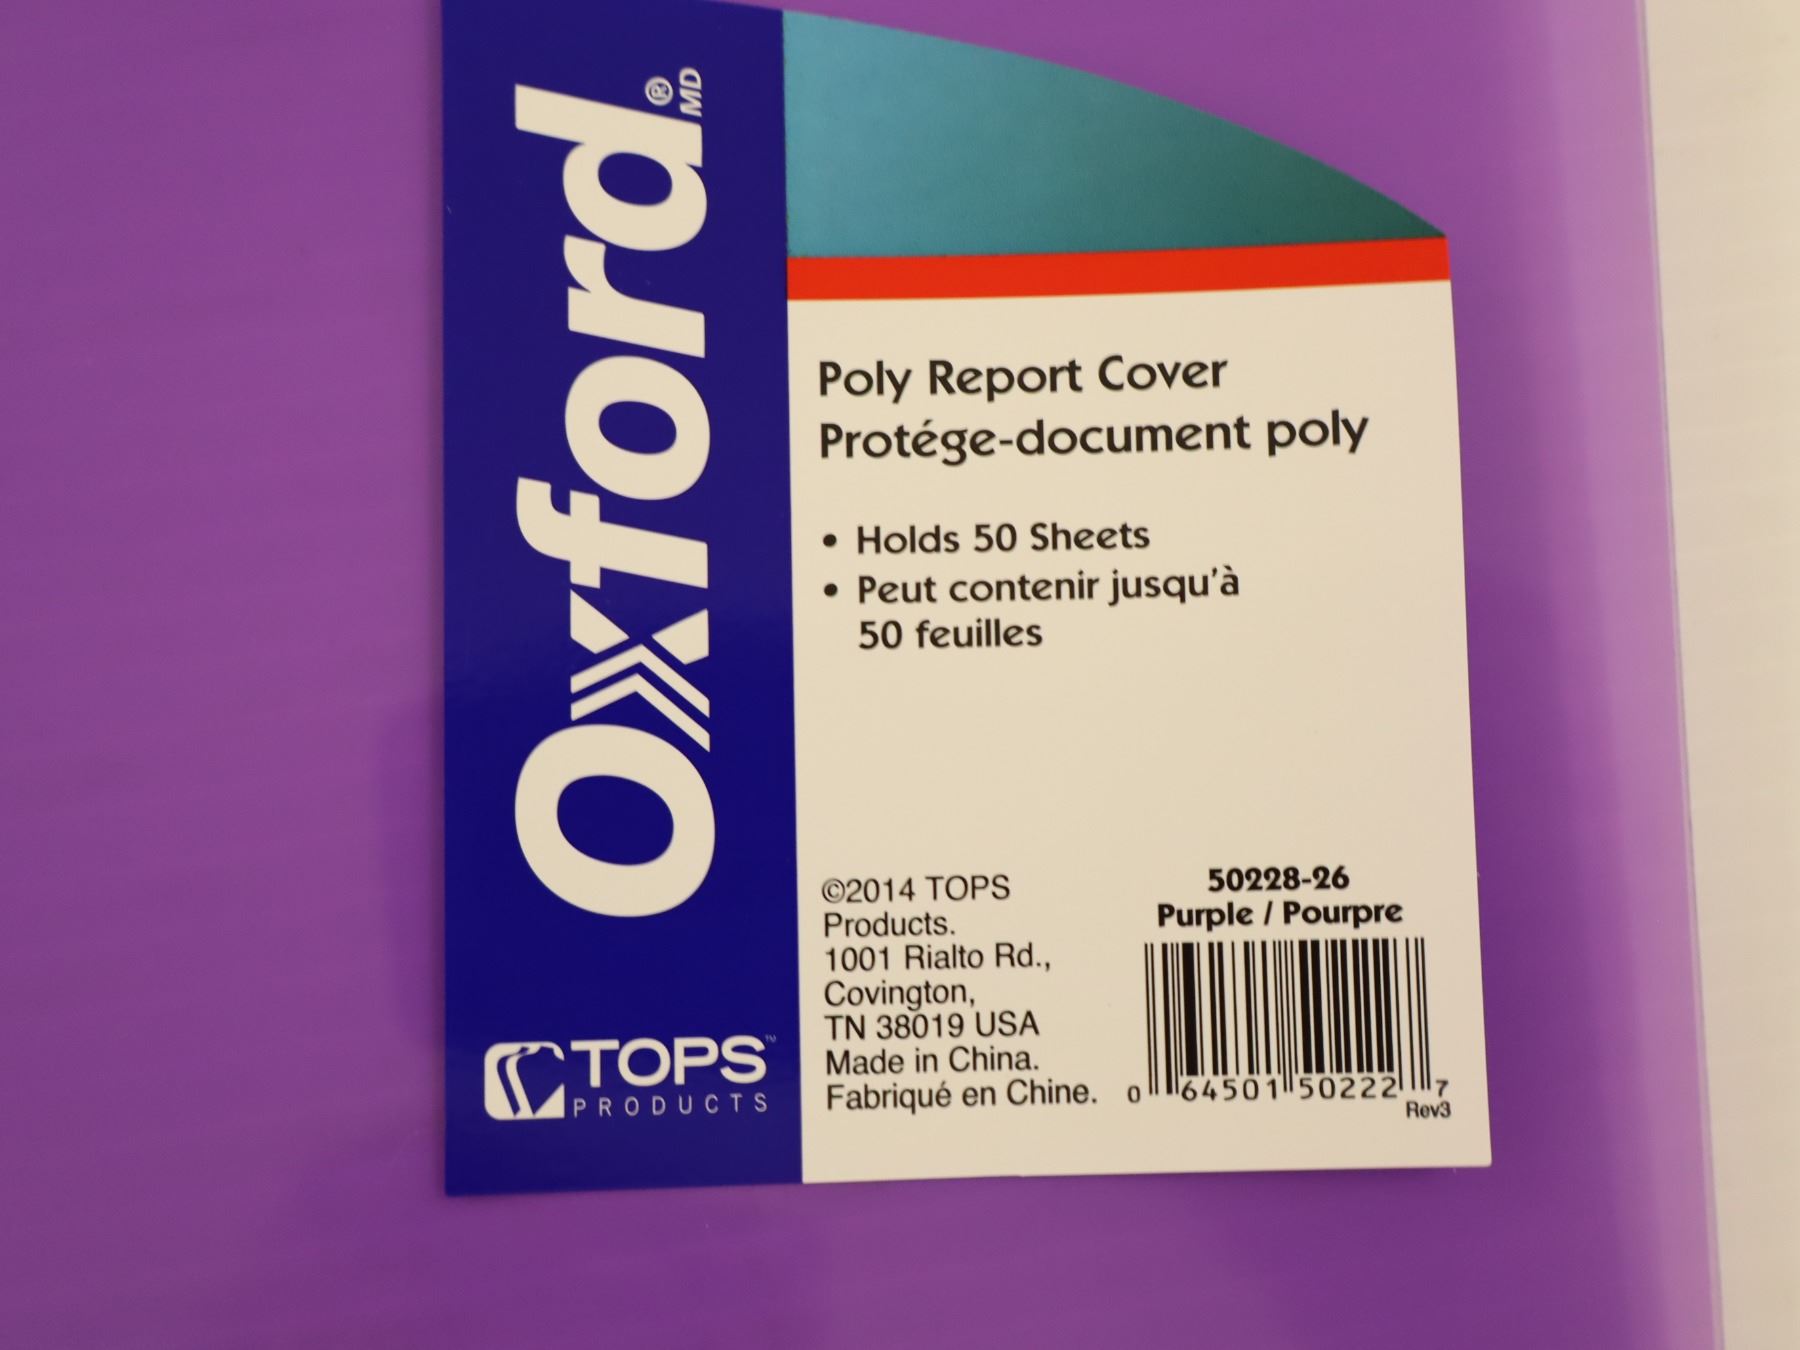 Oxford® MD
Poly Report Cover
Protége-document poly
• Holds 50 Sheets
• Peut contenir jusqu'à
50 feuilles
©2014 TOPS
Products.
1001 Rialto Rd.,
Covington,
TN 38019 USA
Made in China.
Fabriqué en Chine.
50228-26
Purple / Pourpre
0 64501 50222 7
Rev3
TOPS™
PRODUCTS